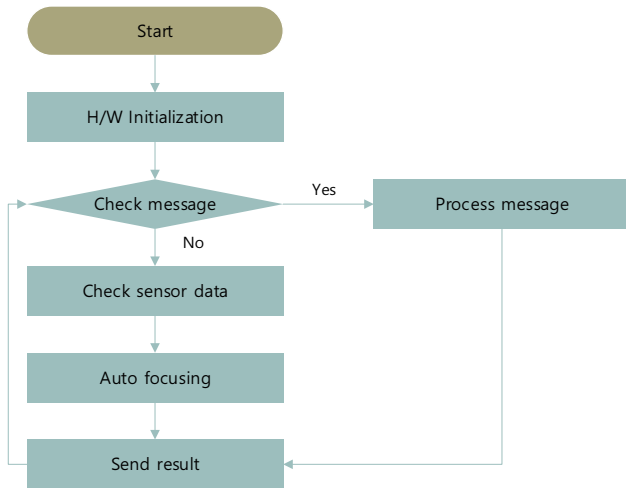 Start
H/W Initialization
Check message
Yes
Process message
No
Check sensor data
Auto focusing
Send result